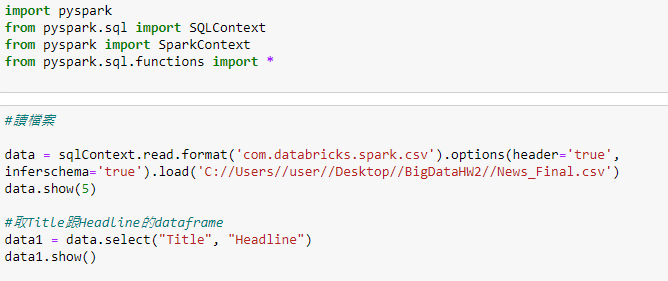 import pyspark
from pyspark.sql import SQLContext
from pyspark import SparkContext
from pyspark.sql.functions import *
#讀檔案
data = sqlContext.read.format('com.databricks.spark.csv').options(header='true',
inferschema='true').load('C://Users//user//Desktop//BigDataHW2//News_Final.csv')
data.show(5)
#取Title跟Headline的dataframe
data1 = data.select("Title", "Headline")
data1.show()